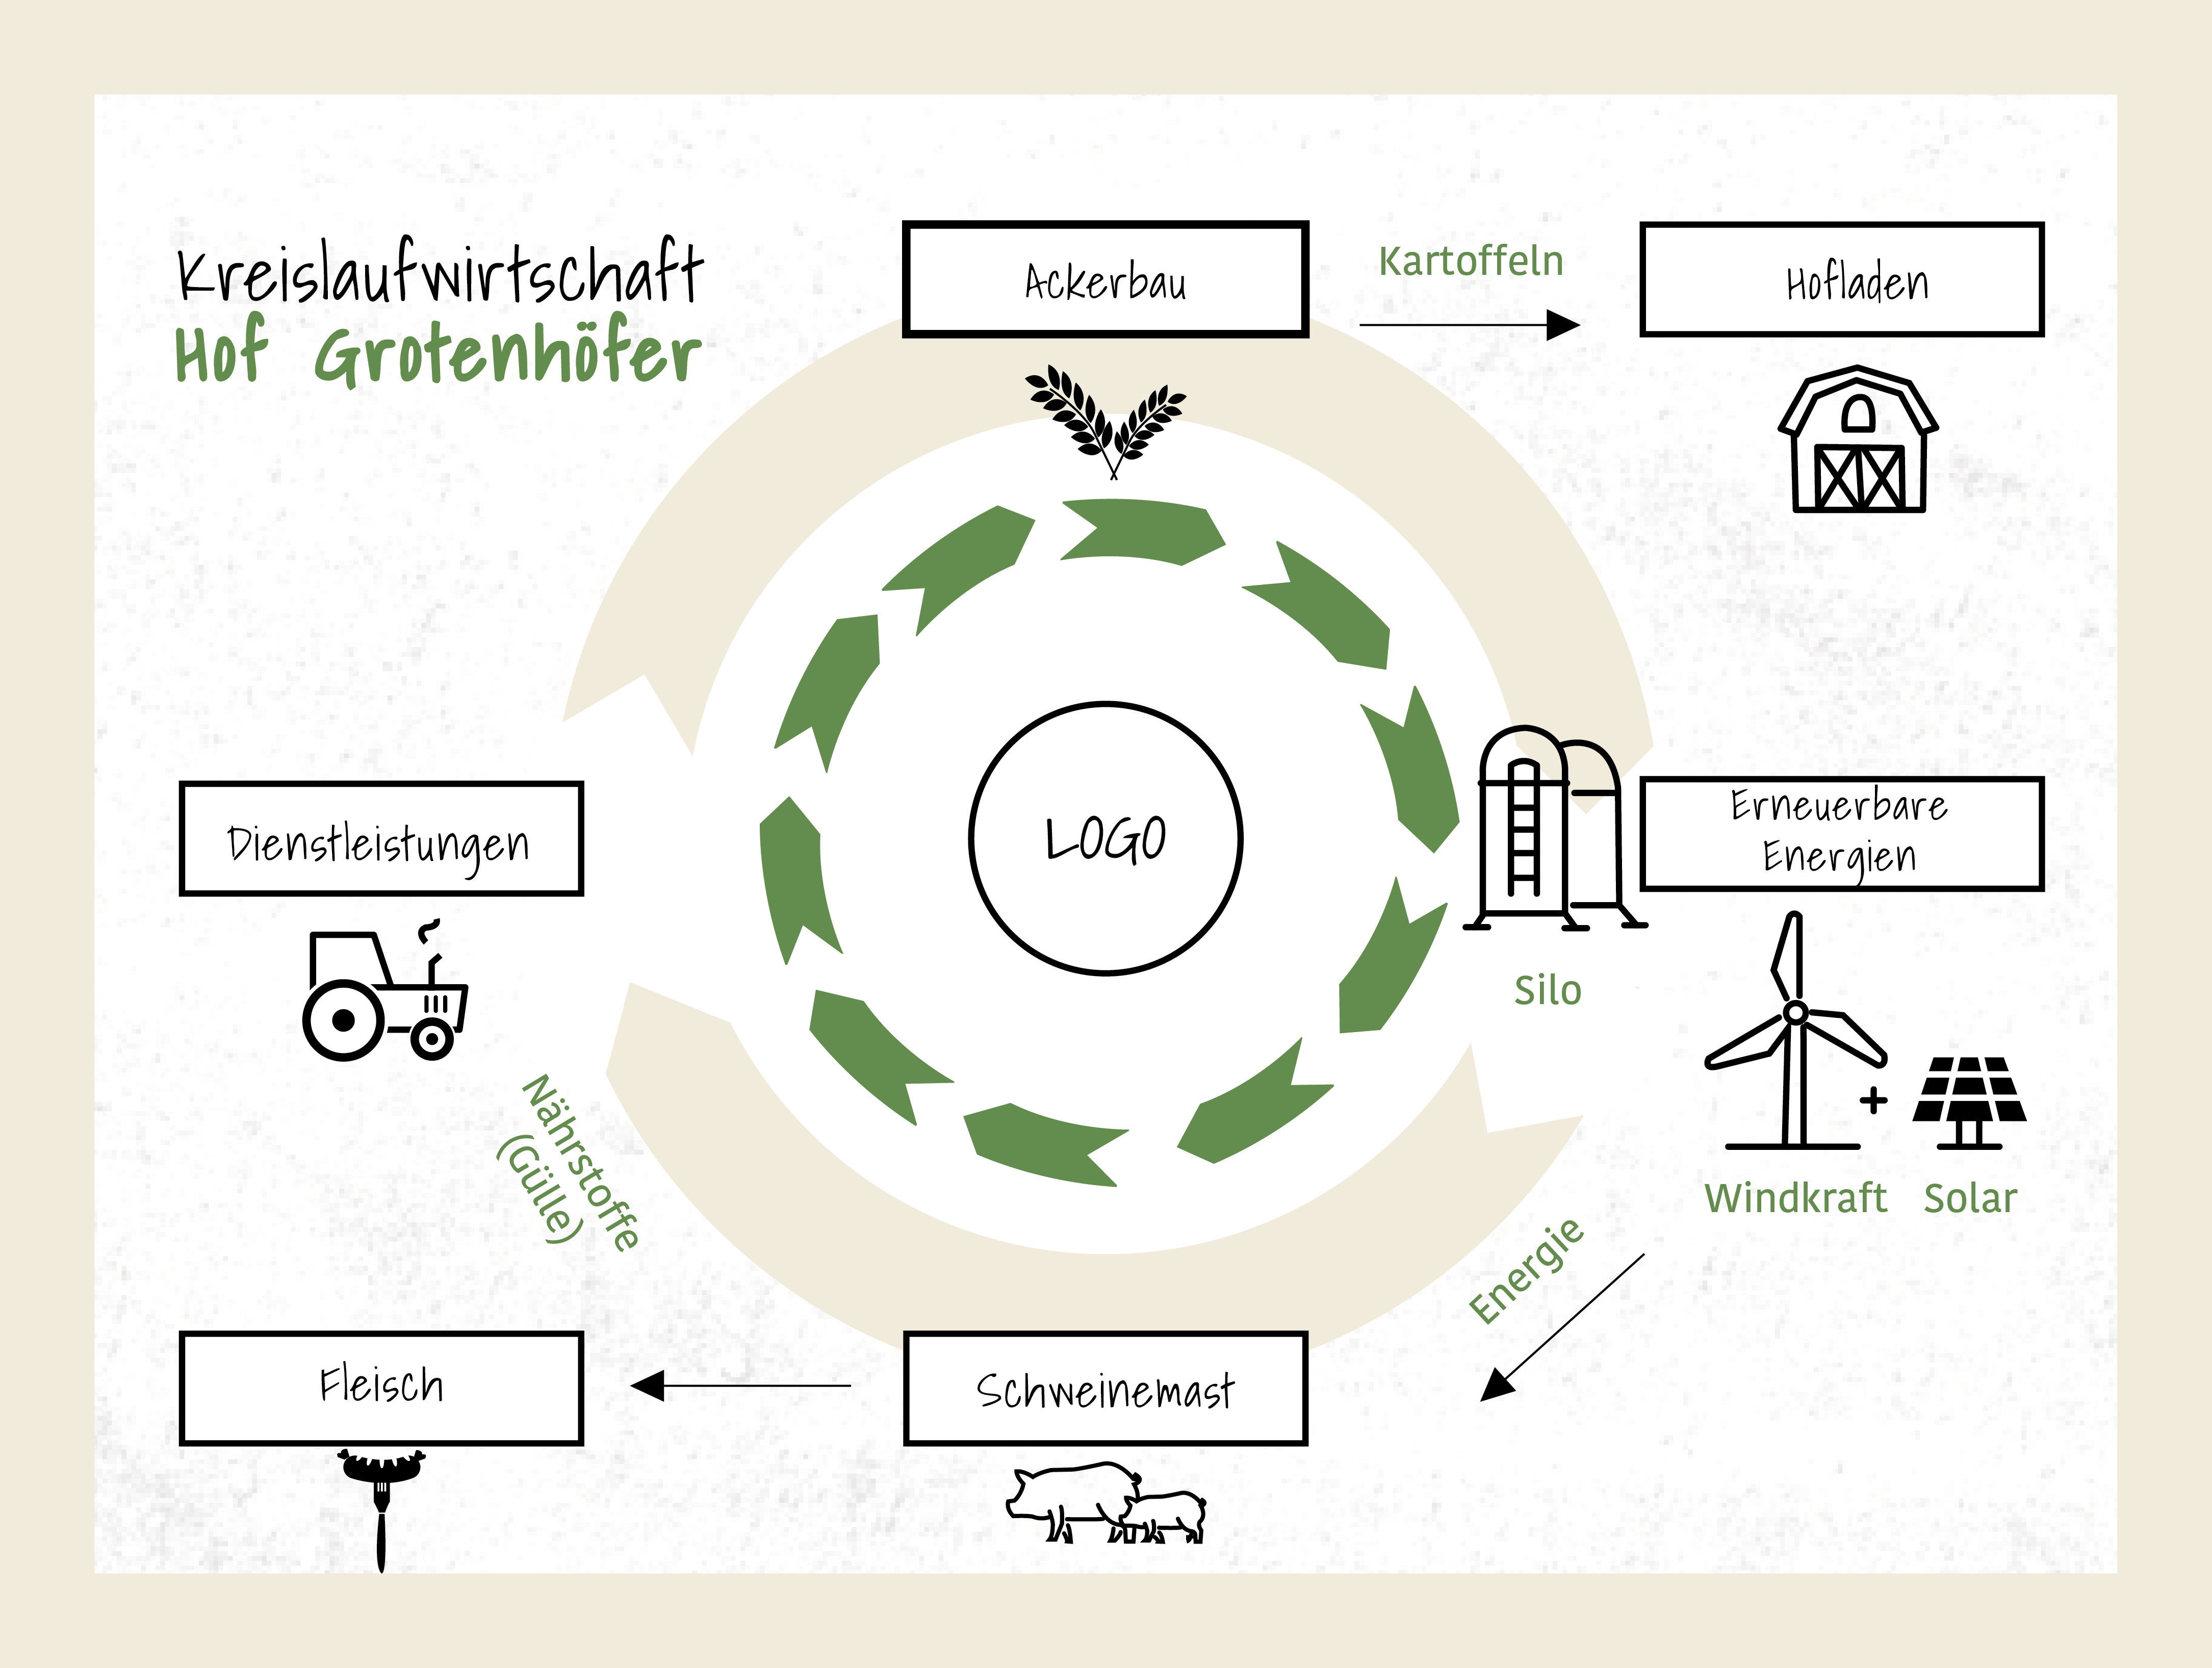 Kreislaufwirtschaft
Hof Grotenhöfer
Ackerbau
Kartoffeln
Hofladen
LOGO
Dienstleistungen
Silo
Erneuerbare
Energien
+
Windkraft
Solar
Nährstoffe
(Gülle)
Energie
Fleisch
Schweinemast